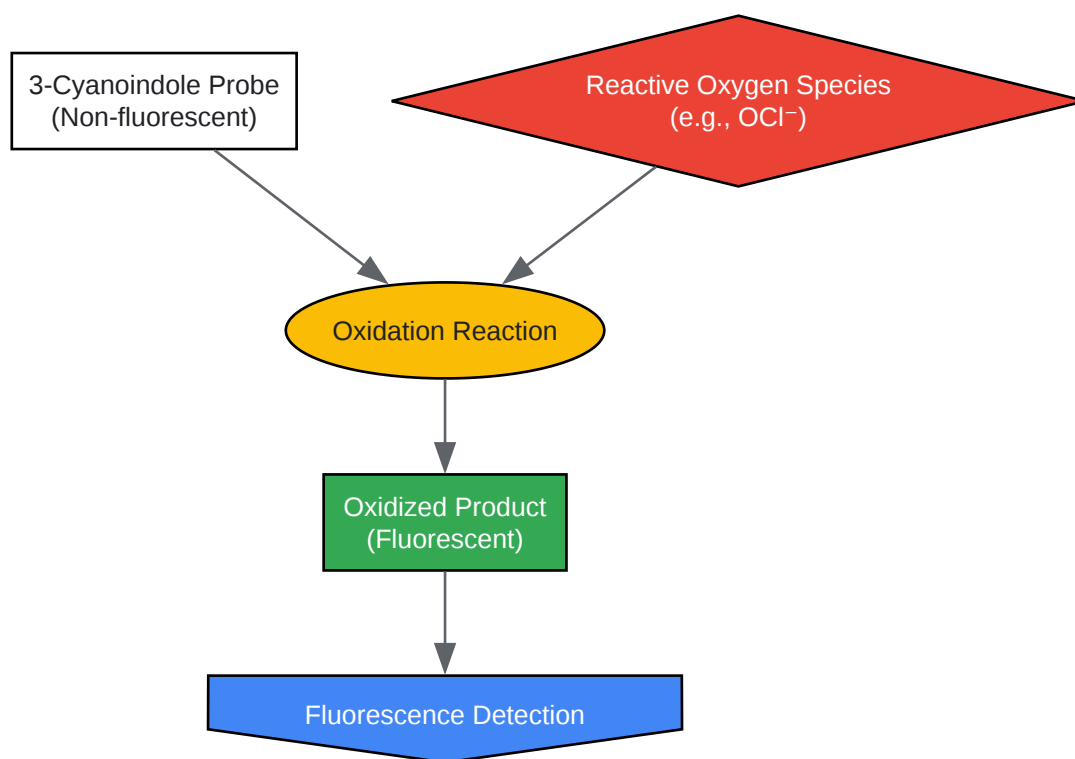 3-Cyanoindole Probe
(Non-fluorescent)
Reactive Oxygen Species
(e.g., OCl⁻)
Oxidation Reaction
Oxidized Product
(Fluorescent)
Fluorescence Detection